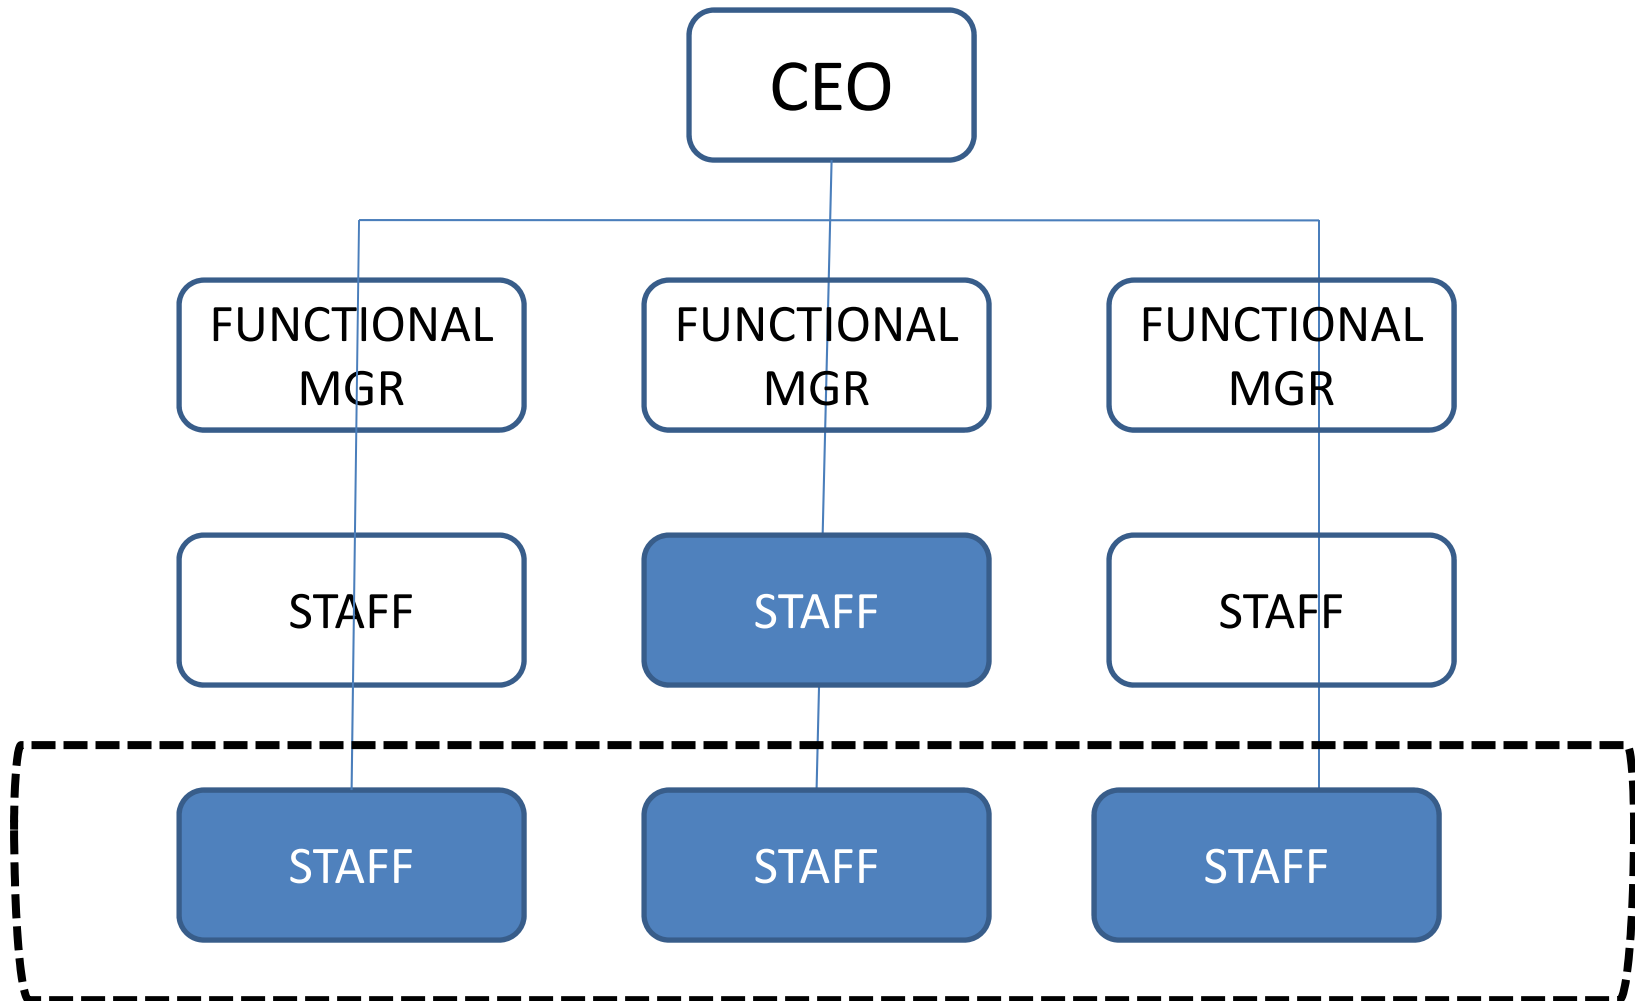 CEO
FUNCTIONAL
MGR
FUNCTIONAL
MGR
FUNCTIONAL
MGR
STAFF
STAFF
STAFF
STAFF
STAFF
STAFF